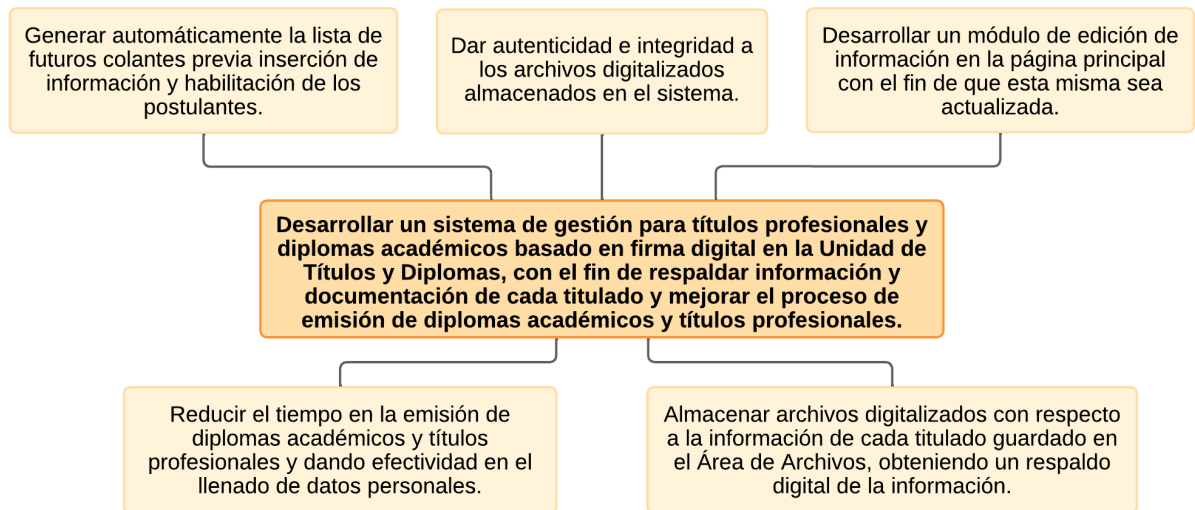 Generar automáticamente la lista de
futuros colantes previa inserción de
información y habilitación de los
postulantes.
Dar autenticidad e integridad a
los archivos digitalizados
almacenados en el sistema.
Desarrollar un módulo de edición de
información en la página principal
con el fin de que esta misma sea
actualizada.
Desarrollar un sistema de gestión para títulos profesionales y
diplomas académicos basado en firma digital en la Unidad de
Títulos y Diplomas, con el fin de respaldar información y
documentación de cada titulado y mejorar el proceso de
emisión de diplomas académicos y títulos profesionales.
Reducir el tiempo en la emisión de
diplomas académicos y títulos
profesionales y dando efectividad en el
llenado de datos personales.
Almacenar archivos digitalizados con respecto
a la información de cada titulado guardado en
el Área de Archivos, obteniendo un respaldo
digital de la información.